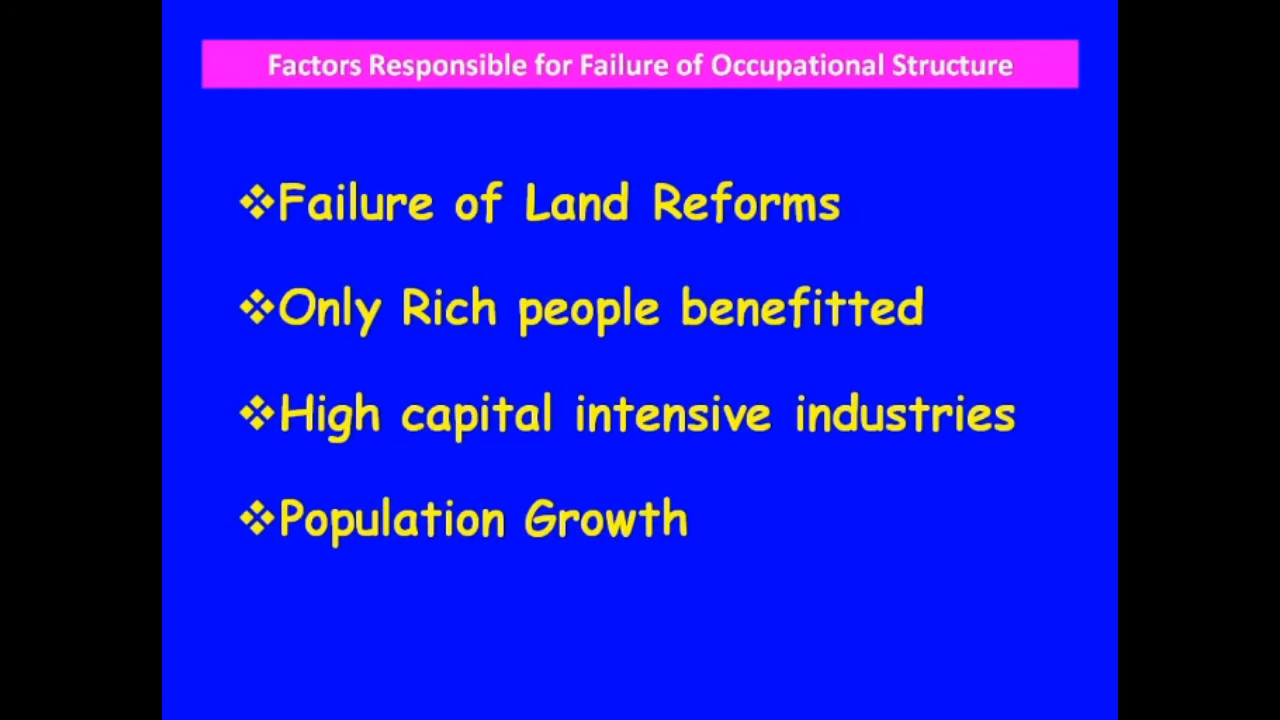 Factors Responsible for Failure of Occupational Structure
❖Failure of Land Reforms
❖Only Rich people benefitted
❖High capital intensive industries
❖Population Growth